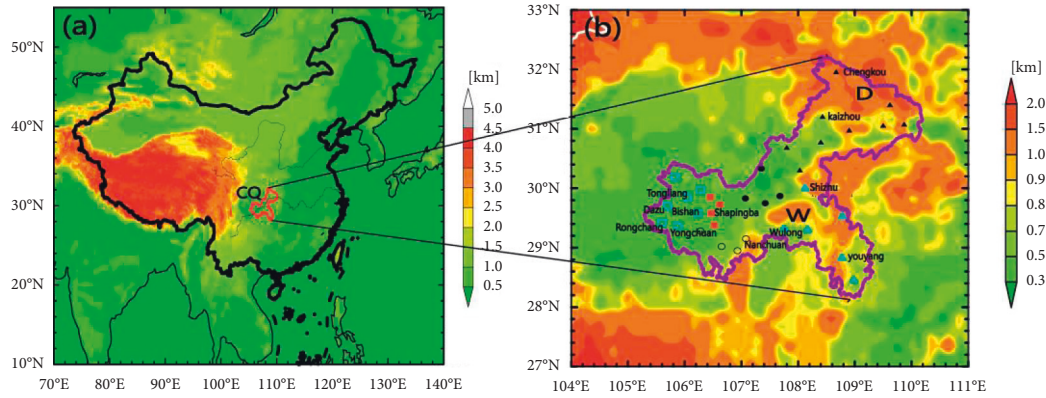 (a)
50°N
40°N
30°N
20°N
10°N
70°E
80°E
90°E
100°E
110°E
120°E
130°E
140°E
CQ
[km]
5.0
4.5
4.0
3.5
3.0
2.5
2.0
1.5
1.0
0.5
(b)
33°N
32°N
31°N
30°N
29°N
28°N
27°N
104°E
105°E
106°E
107°E
108°E
109°E
110°E
111°E
Chengkou
D
kaizhou
Shizhu
Tongliang
Dazu
Bishan
Shapingba
W
Rongchang
Yongchuan
Wulong
Nanchuan
youyang
[km]
2.0
1.5
1.0
0.9
0.8
0.7
0.5
0.3